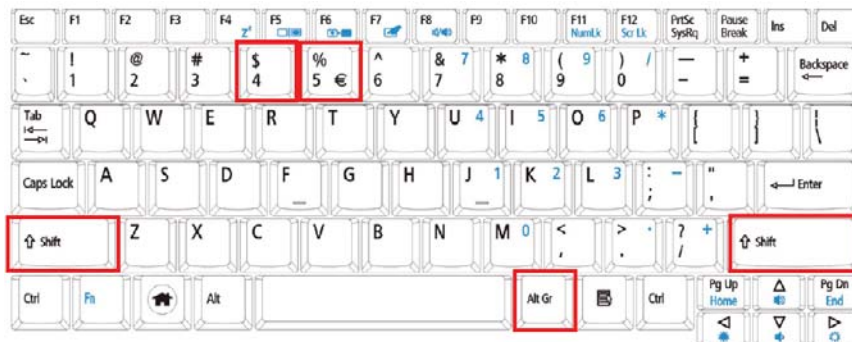 Esc F1 F2 F3 F4 Zz F5 F6 F7 F8 F9 F10 F11 NumLk F12 Scr Lk PrtSc SysRq Pause Break Ins Del
~ ` ! 1 @ 2 # 3 $ 4 % 5 € ^ 6 & 7 7 * 8 8 ( 9 9 ) 0 / — - + = Backspace
Tab Q W E R T Y U 4 I 5 O 6 P * { [ } ] | \
Caps Lock A S D F G H J 1 K 2 L 3 : ; - " ' Enter
Shift Z X C V B N M 0 < , > . . ? / + Shift
Ctrl Fn Alt Alt Gr Ctrl Pg Up Home Pg Dn End